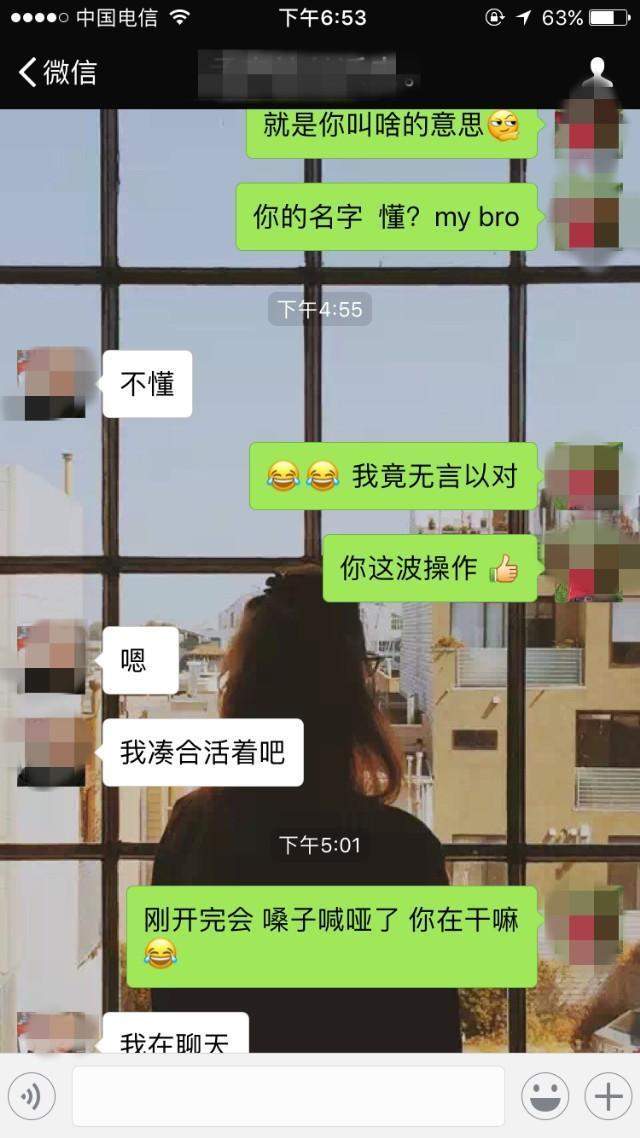 中国电信 下午6:53 63%
微信
就是你叫啥的意思🤔
你的名字 懂？my bro
下午4:55
不懂
😂😂 我竟无言以对
你这波操作 👍
嗯
我凑合活着吧
下午5:01
刚开完会 嗓子喊哑了 你在干嘛
😂
我在聊天